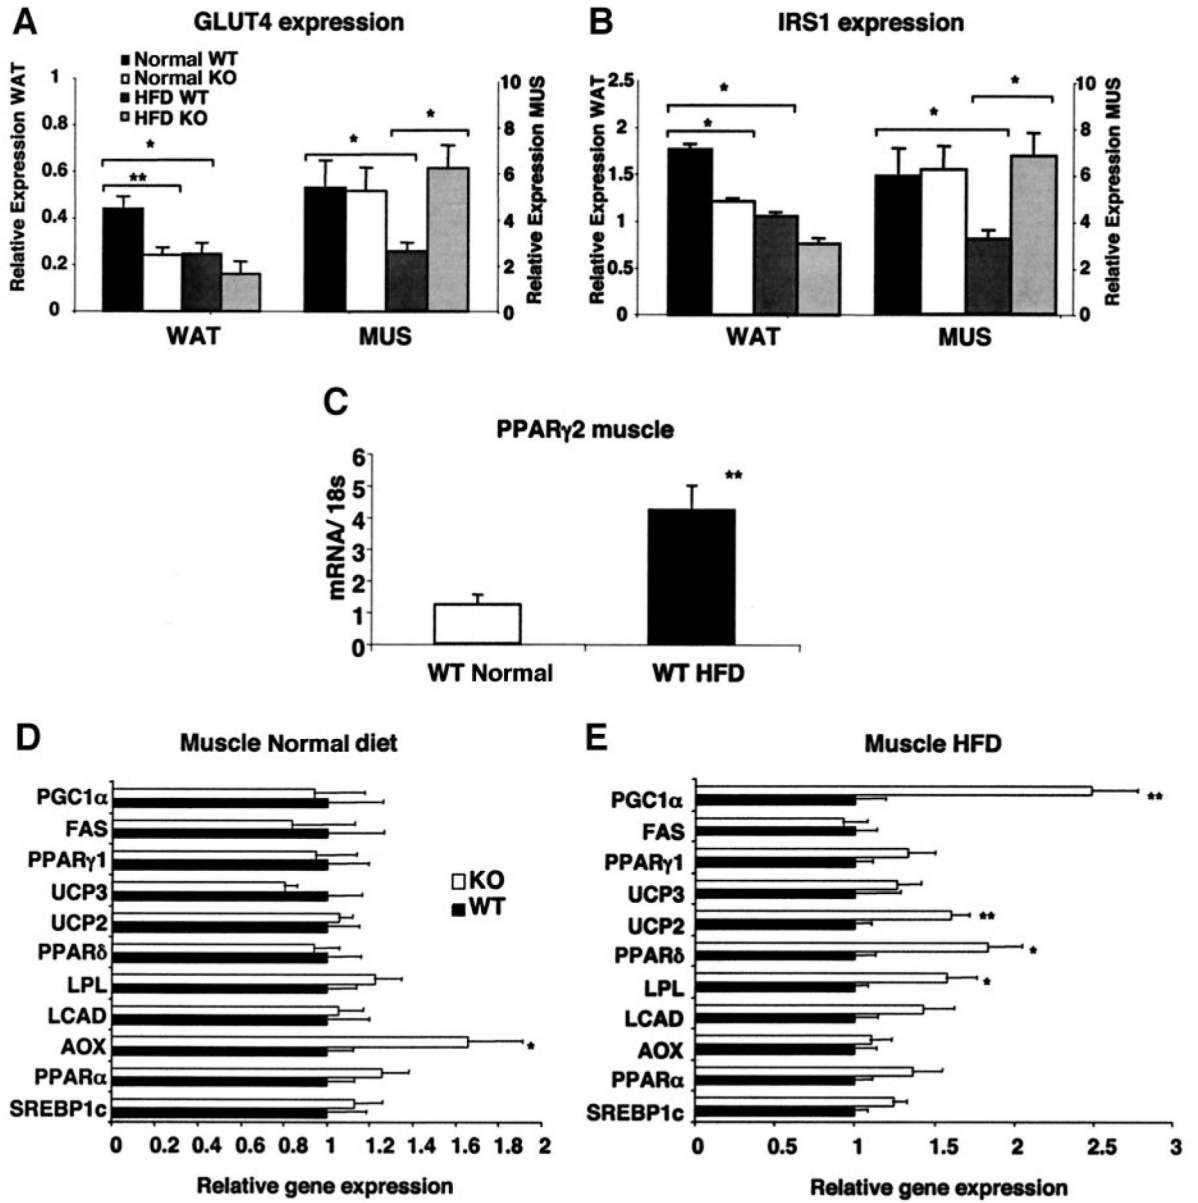 A
GLUT4 expression
Normal WT
Normal KO
HFD WT
HFD KO
Relative Expression WAT
1
0.8
0.6
0.4
0.2
0
*
**
*
*
10
8
6
4
2
0
Relative Expression MUS
WAT
MUS
B
IRS1 expression
Relative Expression WAT
2.5
2
1.5
1
0.5
0
*
*
*
*
10
8
6
4
2
0
Relative Expression MUS
WAT
MUS
C
PPARγ2 muscle
mRNA/ 18s
6
5
4
3
2
1
0
**
WT Normal
WT HFD
D
Muscle Normal diet
PGC1α
FAS
PPARγ1
UCP3
UCP2
PPARδ
LPL
LCAD
AOX
*
PPARα
SREBP1c
KO
WT
0 0.2 0.4 0.6 0.8 1 1.2 1.4 1.6 1.8 2
Relative gene expression
E
Muscle HFD
PGC1α
**
FAS
PPARγ1
UCP3
UCP2
**
PPARδ
*
LPL
*
LCAD
AOX
PPARα
SREBP1c
0 0.5 1 1.5 2 2.5 3
Relative gene expression